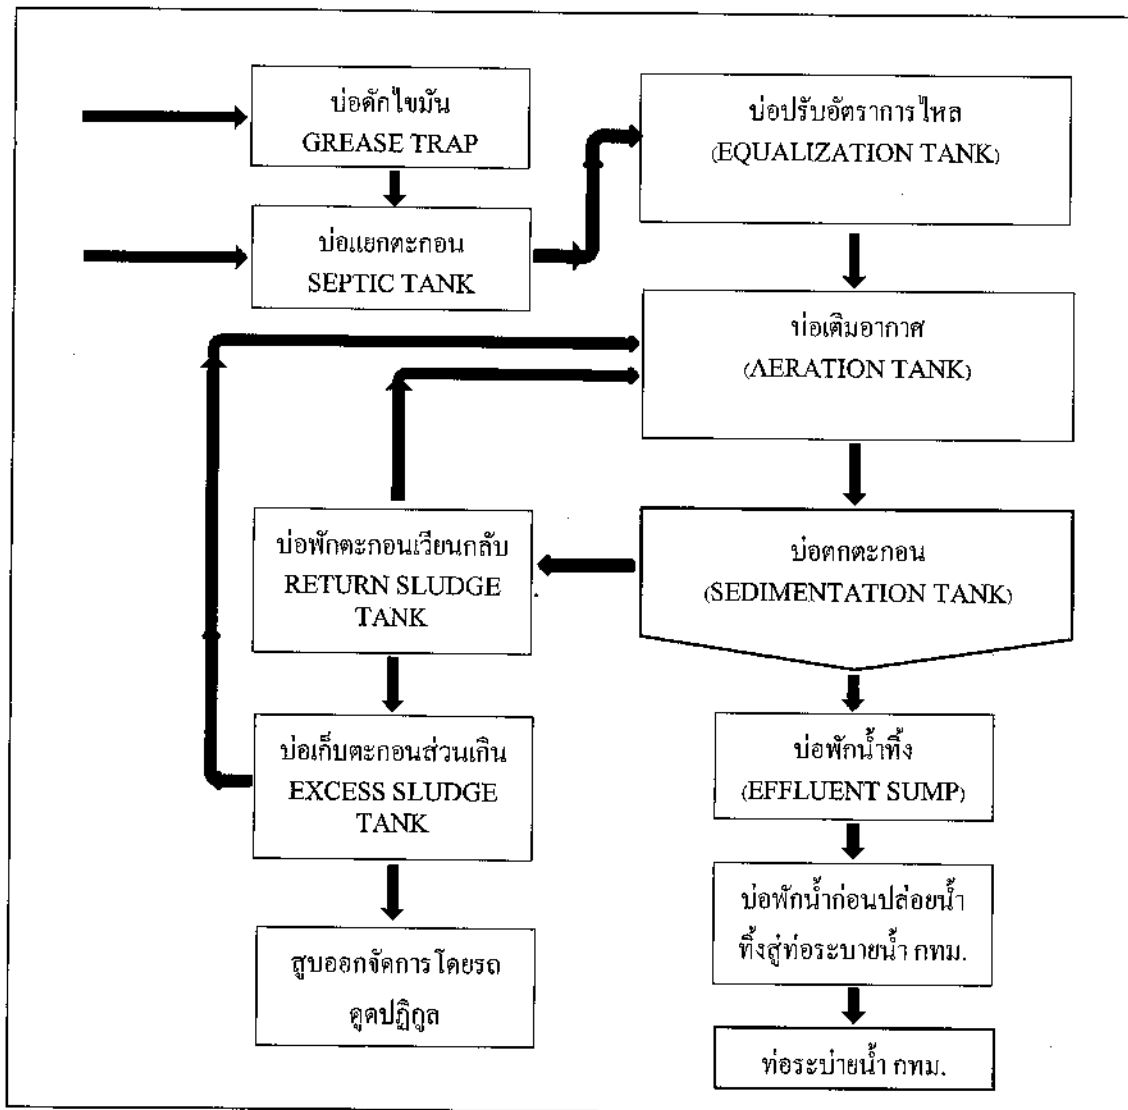 บ่อดักไขมัน
GREASE TRAP
บ่อปรับอัตราการไหล
(EQUALIZATION TANK)
บ่อแยกตะกอน
SEPTIC TANK
บ่อเติมอากาศ
(AERATION TANK)
บ่อพักตะกอนเวียนกลับ
RETURN SLUDGE
TANK
บ่อตกตะกอน
(SEDIMENTATION TANK)
บ่อเก็บตะกอนส่วนเกิน
EXCESS SLUDGE
TANK
บ่อพักน้ำทิ้ง
(EFFLUENT SUMP)
สูบออกจัดการโดยรถ
ดูดปฏิกูล
บ่อพักน้ำก่อนปล่อยน้ำ
ทิ้งสู่ท่อระบายน้ำ กทม.
ท่อระบายน้ำ กทม.